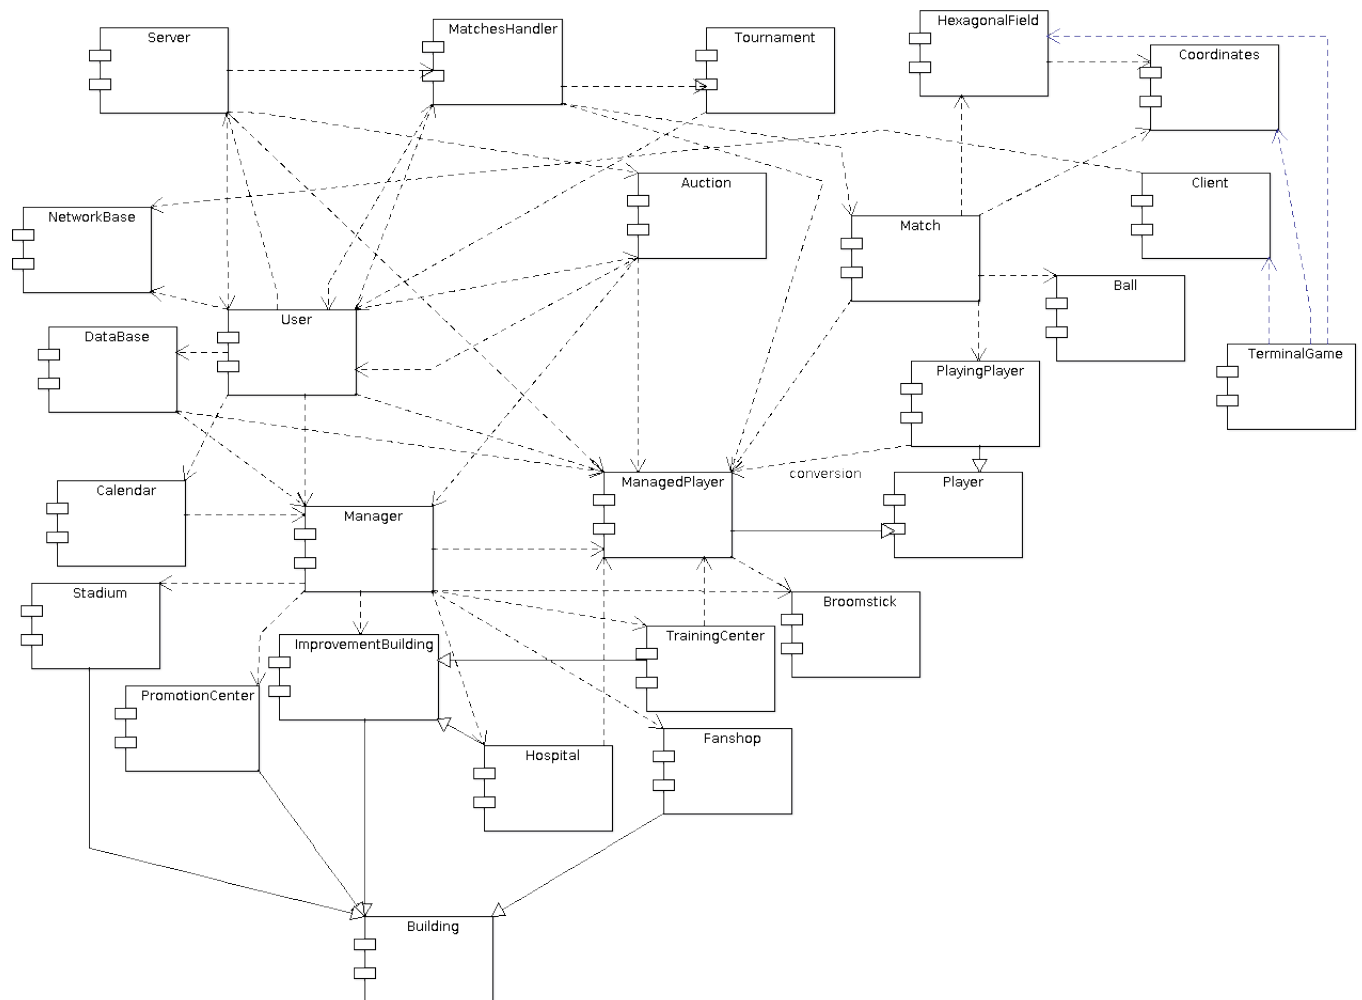 Server
MatchesHandler
Tournament
HexagonalField
Coordinates
NetworkBase
Auction
Match
Client
Ball
User
DataBase
PlayingPlayer
TerminalGame
Calendar
Manager
ManagedPlayer
conversion
Player
Stadium
ImprovementBuilding
TrainingCenter
Broomstick
PromotionCenter
Hospital
Fanshop
Building